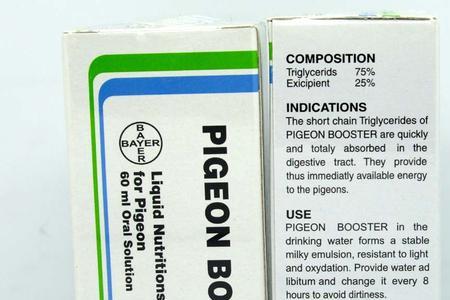 BAYER
BAYER
PIGEON BO
Liquid Nutritions
for Pigeon
60 ml Oral Solution
COMPOSITION
Triglycerids 75%
Exicipient 25%
INDICATIONS
The short chain Triglycerides of
PIGEON BOOSTER are quickly
and totaly absorbed in the
digestive tract. They provide
thus immediatly available energy
to the pigeons.
USE
PIGEON BOOSTER in the
drinking water forms a stable
milky emulsion, resistant to light
and oxydation. Provide water ad
libitum and change it every 8
hours to avoid dirtiness.